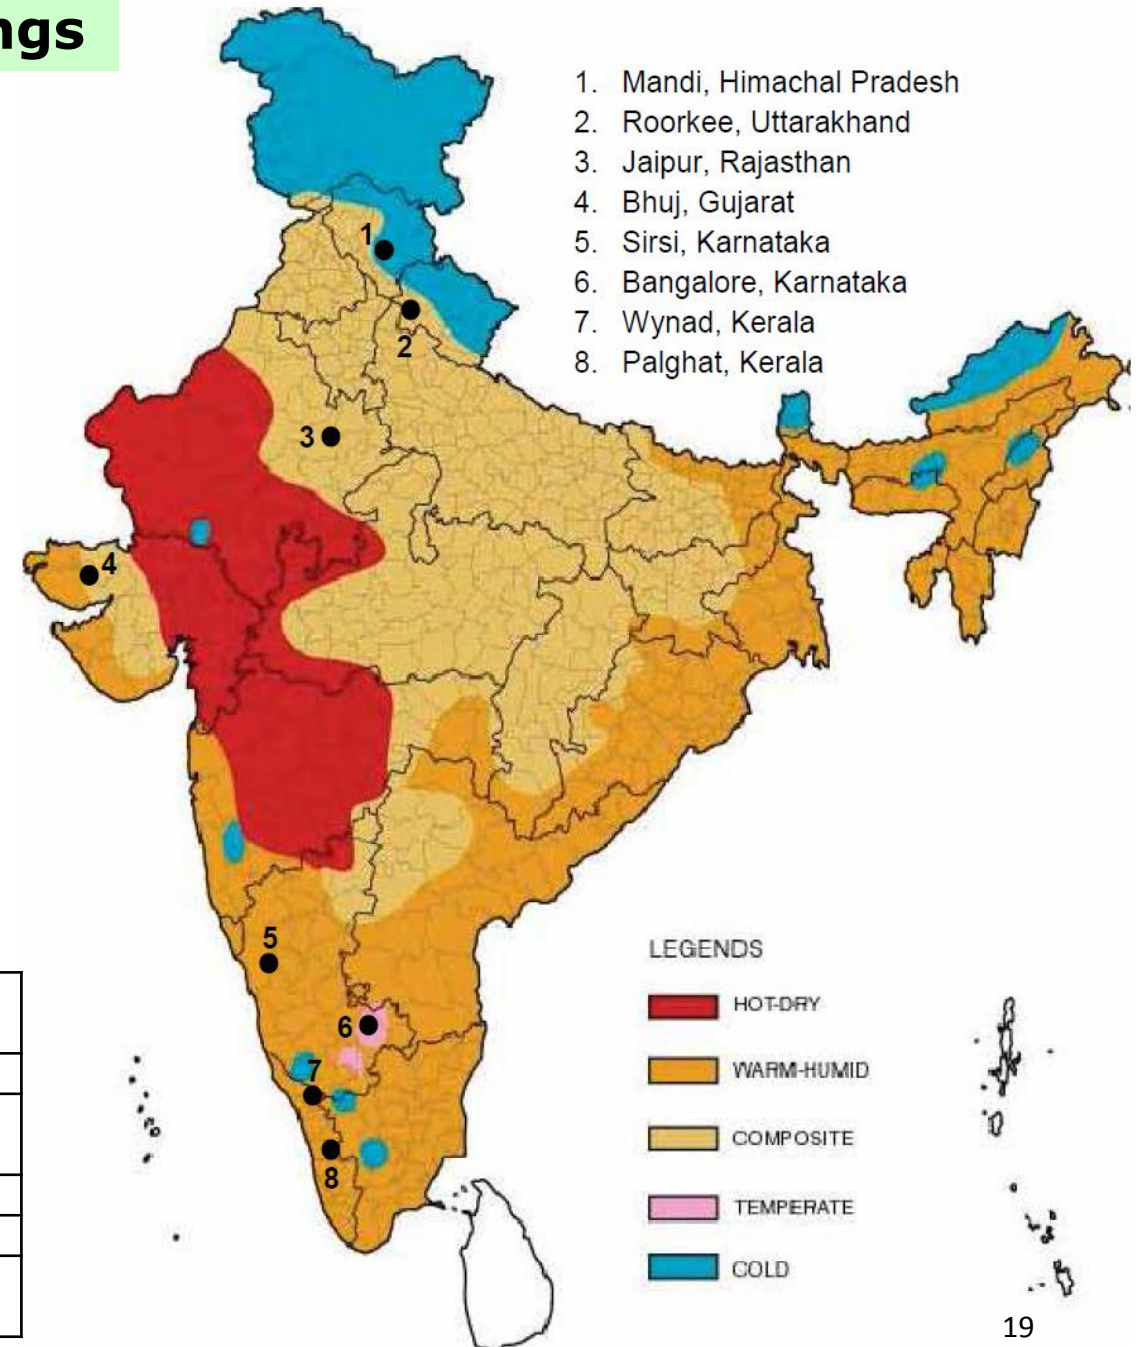 ngs
1. Mandi, Himachal Pradesh
2. Roorkee, Uttarakhand
3. Jaipur, Rajasthan
4. Bhuj, Gujarat
5. Sirsi, Karnataka
6. Bangalore, Karnataka
7. Wynad, Kerala
8. Palghat, Kerala
1
2
3
4
5
6
7
8
LEGENDS
HOT-DRY
WARM-HUMID
COMPOSITE
TEMPERATE
COLD
19